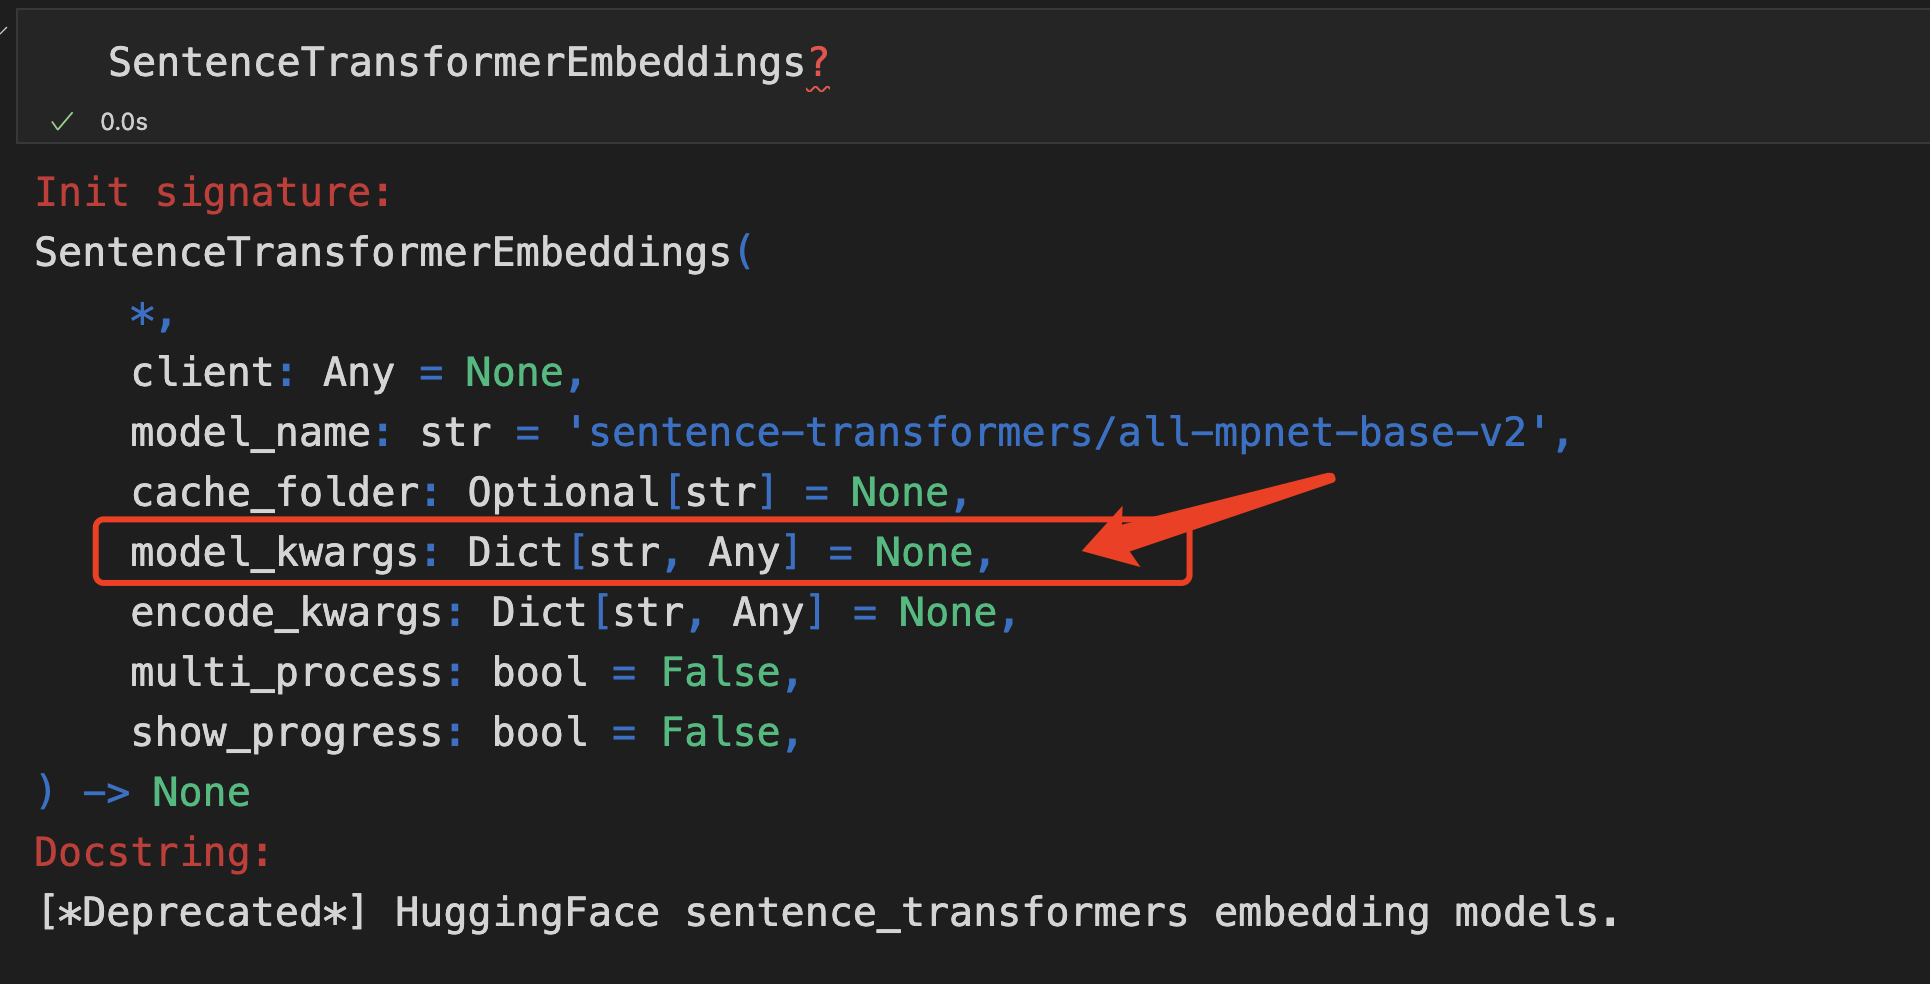 SentenceTransformerEmbeddings?
0.0s
Init signature:
SentenceTransformerEmbeddings(
    *,
    client: Any = None,
    model_name: str = 'sentence-transformers/all-mpnet-base-v2',
    cache_folder: Optional[str] = None,
    model_kwargs: Dict[str, Any] = None,
    encode_kwargs: Dict[str, Any] = None,
    multi_process: bool = False,
    show_progress: bool = False,
) -> None
Docstring:
[*Deprecated*] HuggingFace sentence_transformers embedding models.